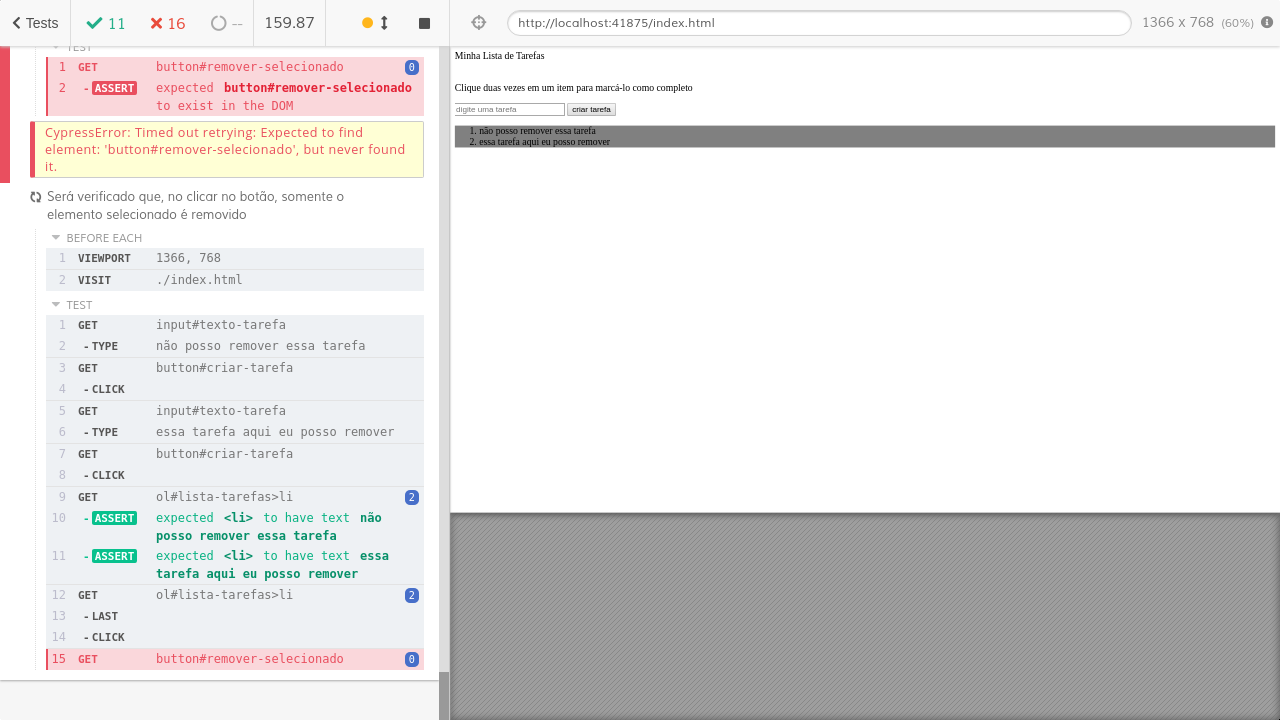 Tests
11
16
--
159.87
http://localhost:41875/index.html
1366 x 768 (60%)
TEST
1 GET button#remover-selecionado 0
2 - ASSERT expected button#remover-selecionado
to exist in the DOM
CypressError: Timed out retrying: Expected to find
element: 'button#remover-selecionado', but never found
it.
Será verificado que, no clicar no botão, somente o
elemento selecionado é removido
BEFORE EACH
1 VIEWPORT 1366, 768
2 VISIT ./index.html
TEST
1 GET input#texto-tarefa
2 - TYPE não posso remover essa tarefa
3 GET button#criar-tarefa
4 - CLICK
5 GET input#texto-tarefa
6 - TYPE essa tarefa aqui eu posso remover
7 GET button#criar-tarefa
8 - CLICK
9 GET ol#lista-tarefas>li 2
10 - ASSERT expected <li> to have text não
posso remover essa tarefa
11 - ASSERT expected <li> to have text essa
tarefa aqui eu posso remover
12 GET ol#lista-tarefas>li 2
13 - LAST
14 - CLICK
15 GET button#remover-selecionado 0
Minha Lista de Tarefas
Clique duas vezes em um item para marcá-lo como completo
digite uma tarefa criar tarefa
1. não posso remover essa tarefa
2. essa tarefa aqui eu posso remover